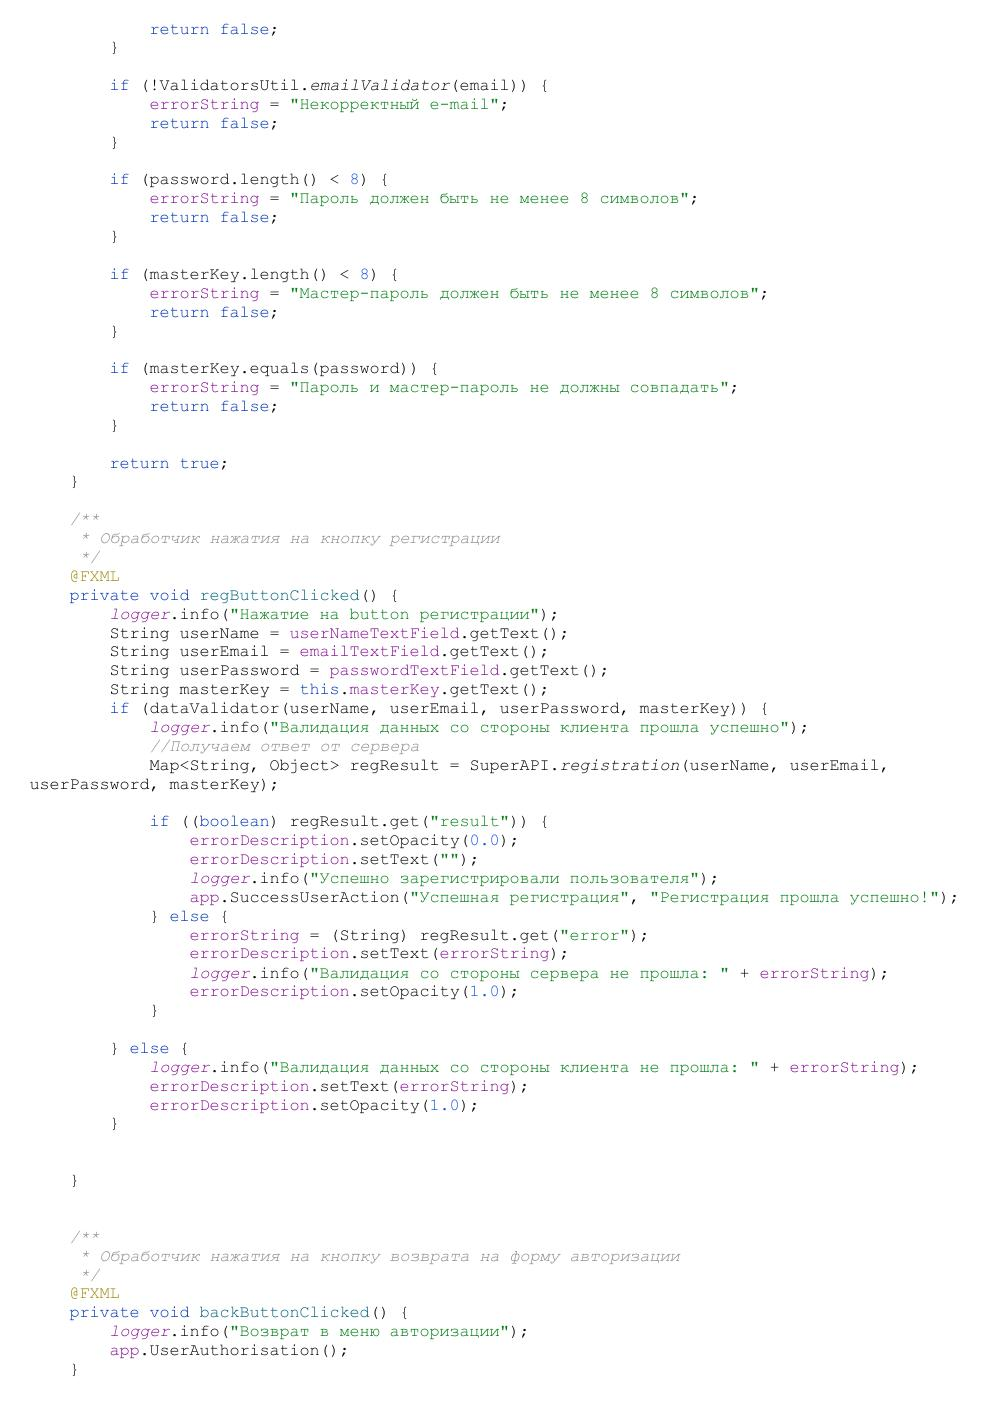 return false;
        }

        if (!ValidatorsUtil.emailValidator(email)) {
            errorString = "Некорректный e-mail";
            return false;
        }

        if (password.length() < 8) {
            errorString = "Пароль должен быть не менее 8 символов";
            return false;
        }

        if (masterKey.length() < 8) {
            errorString = "Мастер-пароль должен быть не менее 8 символов";
            return false;
        }

        if (masterKey.equals(password)) {
            errorString = "Пароль и мастер-пароль не должны совпадать";
            return false;
        }

        return true;
    }

    /**
     * Обработчик нажатия на кнопку регистрации
     */
    @FXML
    private void regButtonClicked() {
        logger.info("Нажатие на button регистрации");
        String userName = userNameTextField.getText();
        String userEmail = emailTextField.getText();
        String userPassword = passwordTextField.getText();
        String masterKey = this.masterKey.getText();
        if (dataValidator(userName, userEmail, userPassword, masterKey)) {
            logger.info("Валидация данных со стороны клиента прошла успешно");
            //Получаем ответ от сервера
            Map<String, Object> regResult = SuperAPI.registration(userName, userEmail,
userPassword, masterKey);

            if ((boolean) regResult.get("result")) {
                errorDescription.setOpacity(0.0);
                errorDescription.setText("");
                logger.info("Успешно зарегистрировали пользователя");
                app.SuccessUserAction("Успешная регистрация", "Регистрация прошла успешно!");
            } else {
                errorString = (String) regResult.get("error");
                errorDescription.setText(errorString);
                logger.info("Валидация со стороны сервера не прошла: " + errorString);
                errorDescription.setOpacity(1.0);
            }

        } else {
            logger.info("Валидация данных со стороны клиента не прошла: " + errorString);
            errorDescription.setText(errorString);
            errorDescription.setOpacity(1.0);
        }


    }


    /**
     * Обработчик нажатия на кнопку возврата на форму авторизации
     */
    @FXML
    private void backButtonClicked() {
        logger.info("Возврат в меню авторизации");
        app.UserAuthorisation();
    }